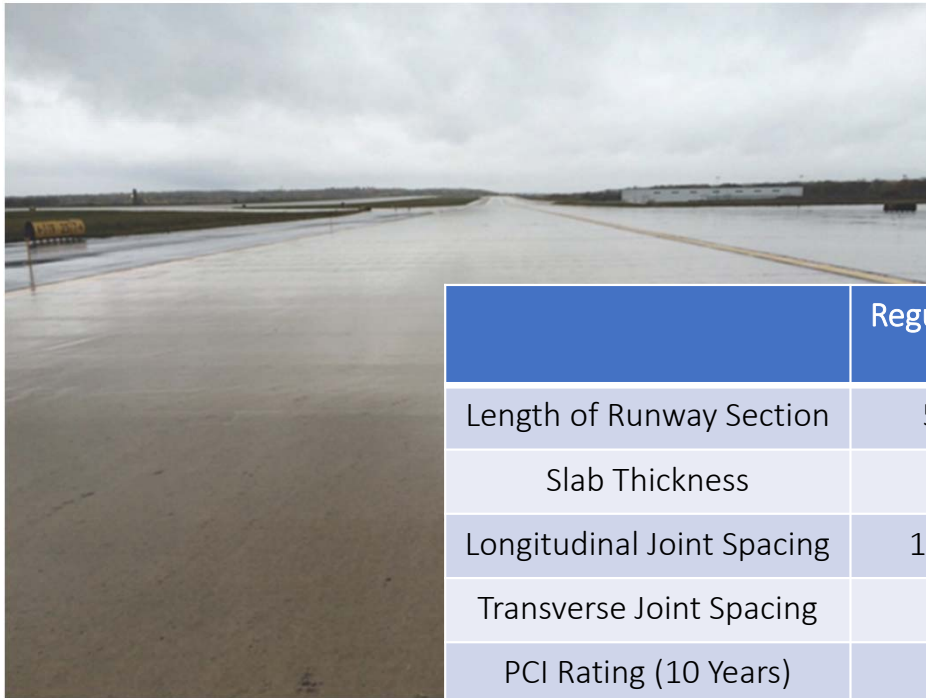 Length of Runway Section
Slab Thickness
Longitudinal Joint Spacing
Transverse Joint Spacing
PCI Rating (10 Years)